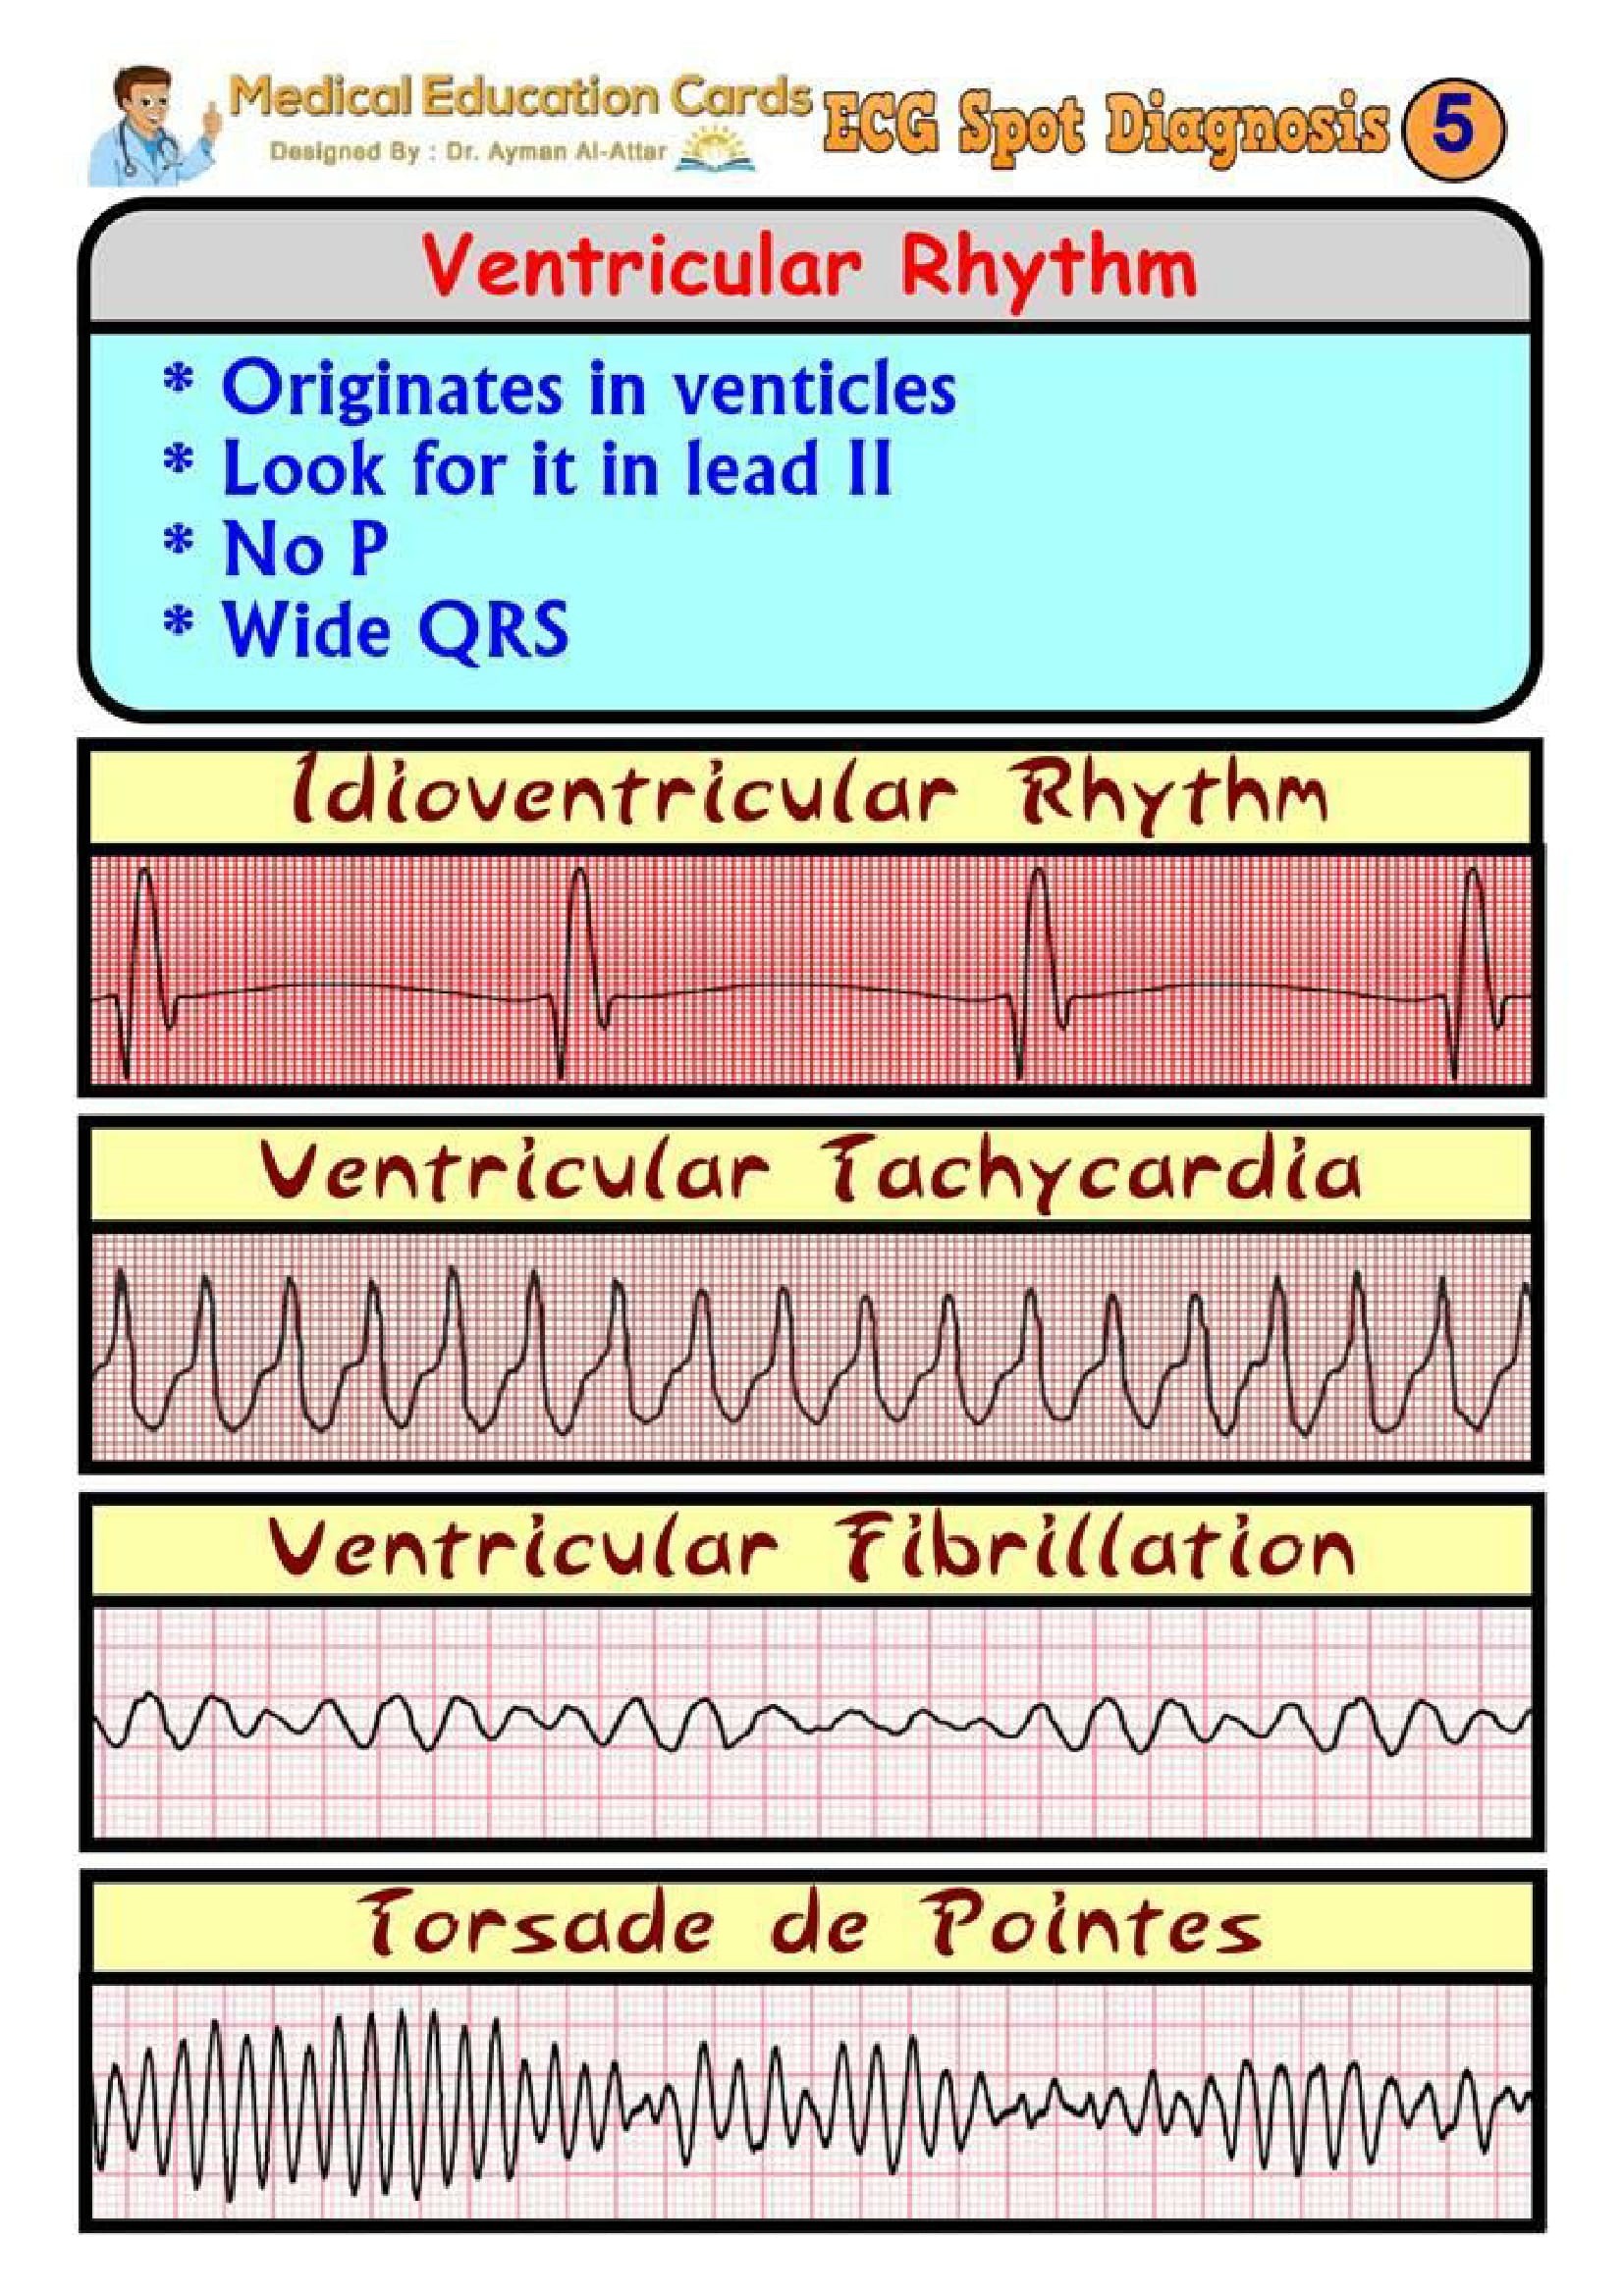 Medical Education Cards
Designed By : Dr. Ayman Al-Attar
ECG Spot Diagnosis 5
Ventricular Rhythm
* Originates in venticles
* Look for it in lead II
* No P
* Wide QRS
Idioventricular Rhythm
Ventricular Tachycardia
Ventricular Fibrillation
Torsade de Pointes